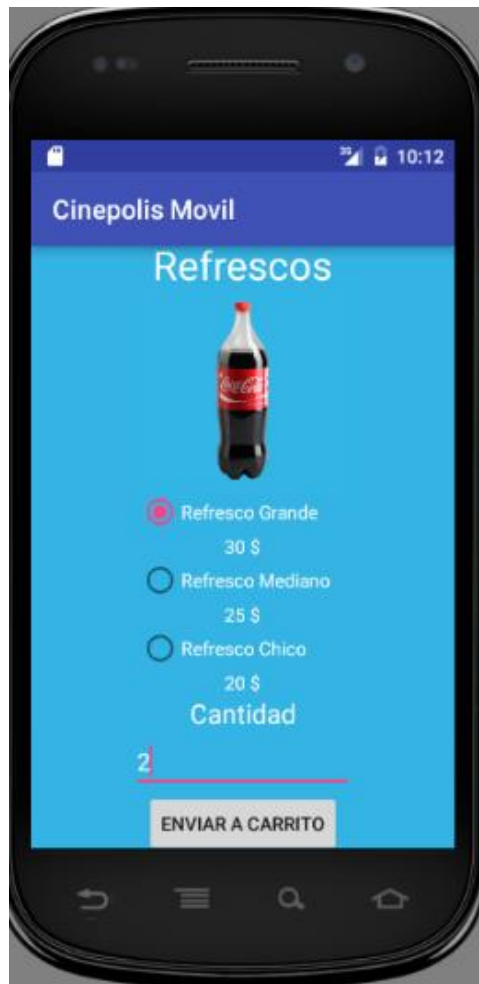 3G 10:12
Cinepolis Movil
Refrescos
Coca-Cola
Refresco Grande
30 $
Refresco Mediano
25 $
Refresco Chico
20 $
Cantidad
2
ENVIAR A CARRITO